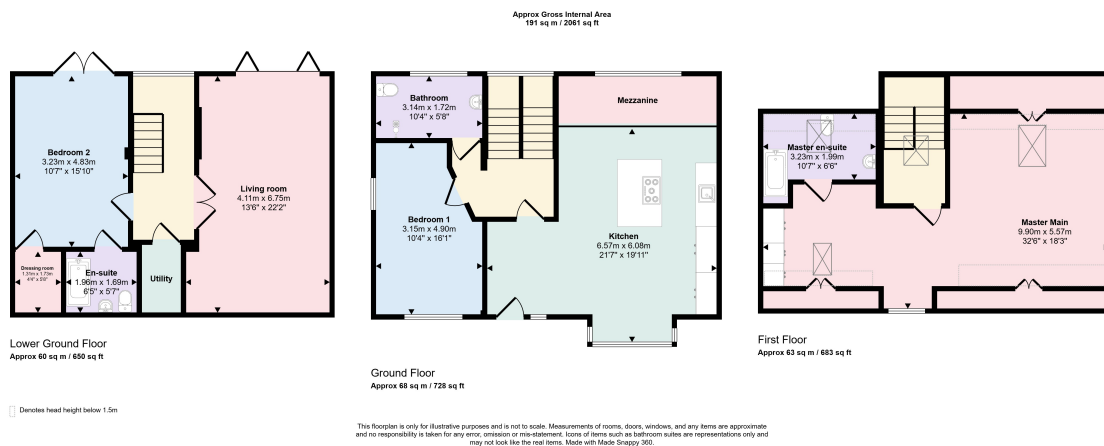 Approx Gross Internal Area
191 sq m / 2061 sq ft
Bedroom 2
3.23m x 4.83m
10'7" x 15'10"
Living room
4.11m x 6.75m
13'6" x 22'2"
Dressing room
1.31m x 1.73m
4'4" x 5'8"
En-suite
1.96m x 1.69m
6'5" x 5'7"
Utility
Lower Ground Floor
Approx 60 sq m / 650 sq ft
Bathroom
3.14m x 1.72m
10'4" x 5'8"
Mezzanine
Bedroom 1
3.15m x 4.90m
10'4" x 16'1"
Kitchen
6.57m x 6.08m
21'7" x 19'11"
Ground Floor
Approx 68 sq m / 728 sq ft
Master en-suite
3.23m x 1.99m
10'7" x 6'6"
Master Main
9.90m x 5.57m
32'6" x 18'3"
First Floor
Approx 63 sq m / 683 sq ft
Denotes head height below 1.5m
This floorplan is only for illustrative purposes and is not to scale. Measurements of rooms, doors, windows, and any items are approximate
and no responsibility is taken for any error, omission or mis-statement. Icons of items such as bathroom suites are representations only and
may not look like the real items. Made with Made Snappy 360.